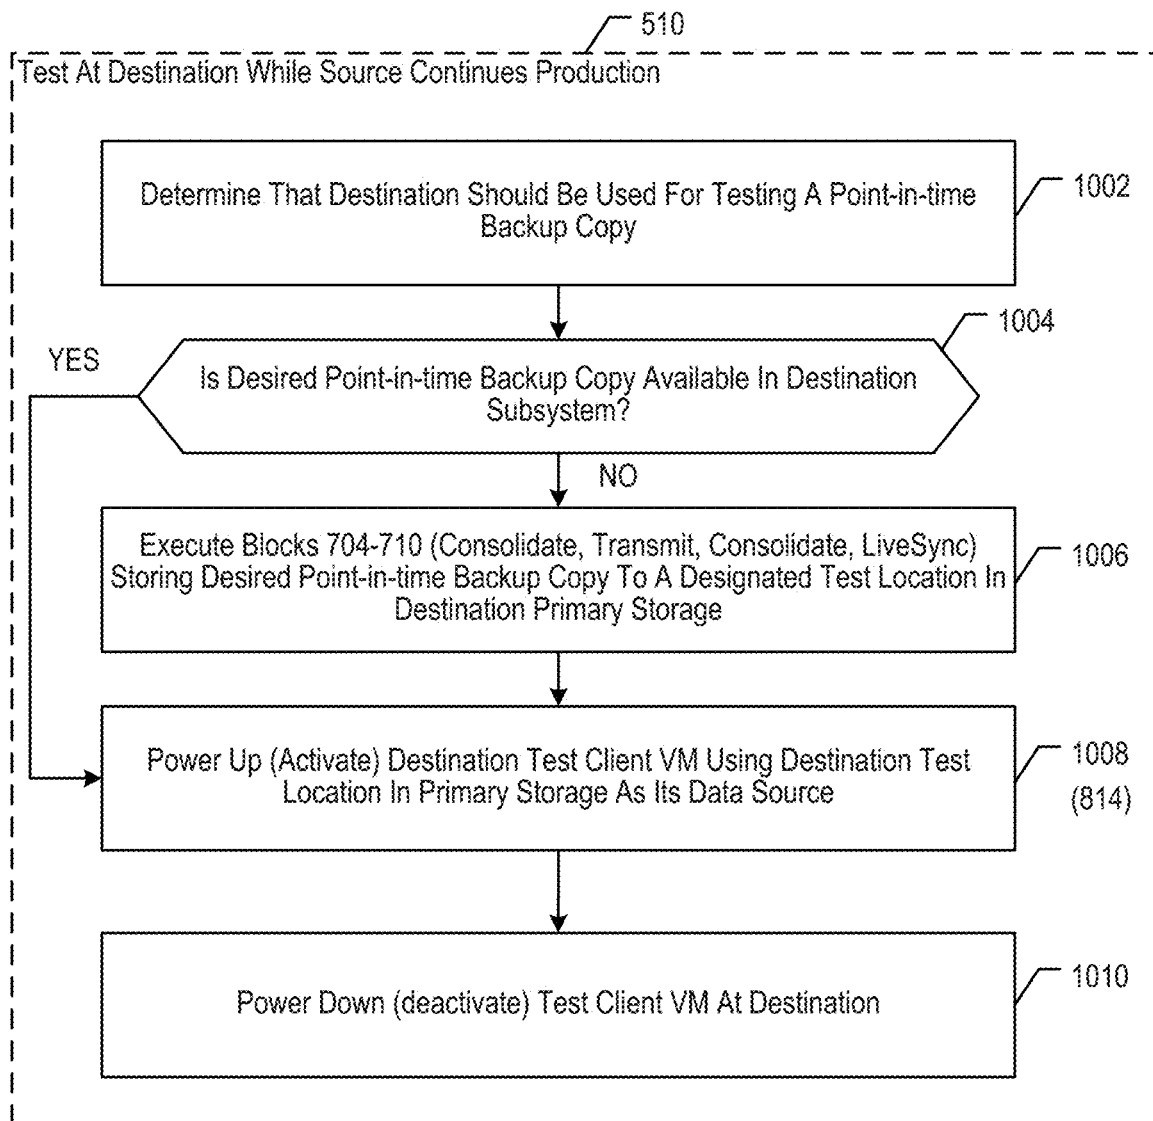 510
Test At Destination While Source Continues Production
Determine That Destination Should Be Used For Testing A Point-in-time
Backup Copy
1002
1004
YES
Is Desired Point-in-time Backup Copy Available In Destination
Subsystem?
NO
Execute Blocks 704-710 (Consolidate, Transmit, Consolidate, LiveSync)
Storing Desired Point-in-time Backup Copy To A Designated Test Location In
Destination Primary Storage
1006
Power Up (Activate) Destination Test Client VM Using Destination Test
Location In Primary Storage As Its Data Source
1008
(814)
Power Down (deactivate) Test Client VM At Destination
1010